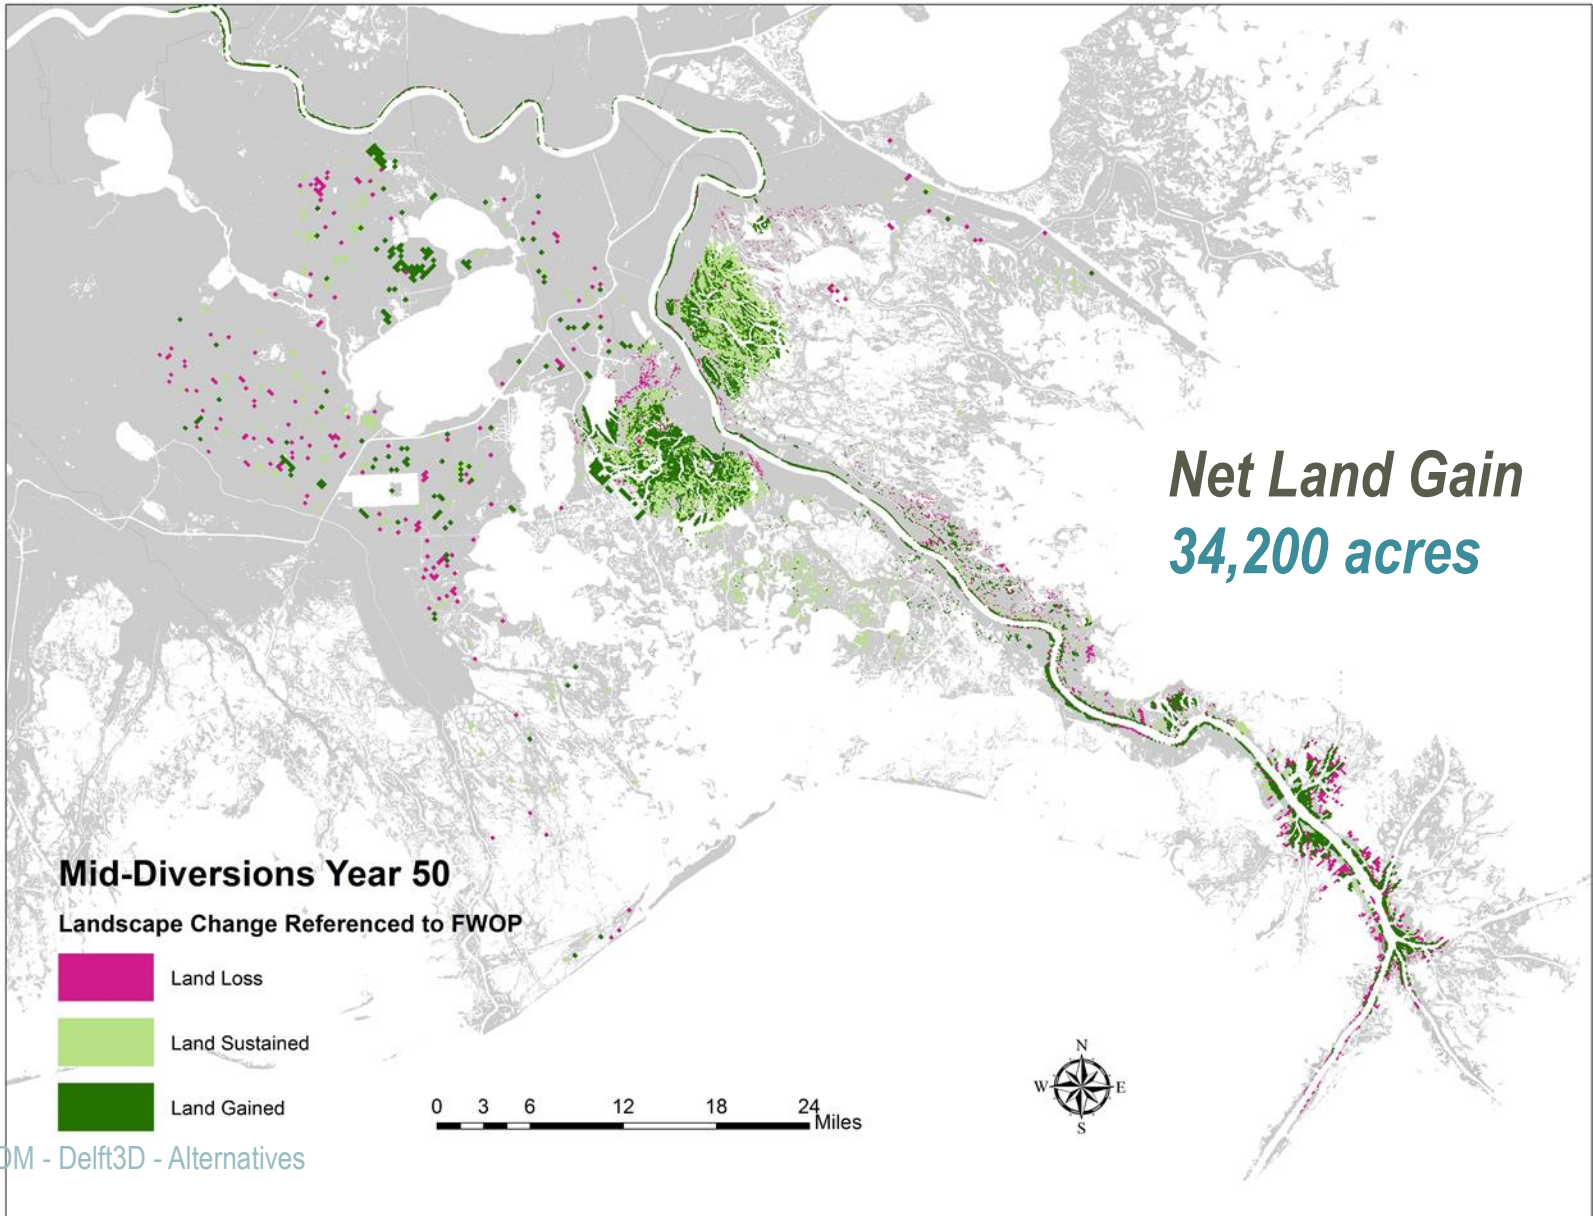 Net Land Gain
34,200 acres
Mid-Diversions Year 50
Landscape Change Referenced to FWOP
Land Loss
Land Sustained
Land Gained
0 3 6 12 18 24
Miles
N
W E
S
DM - Delft3D - Alternatives